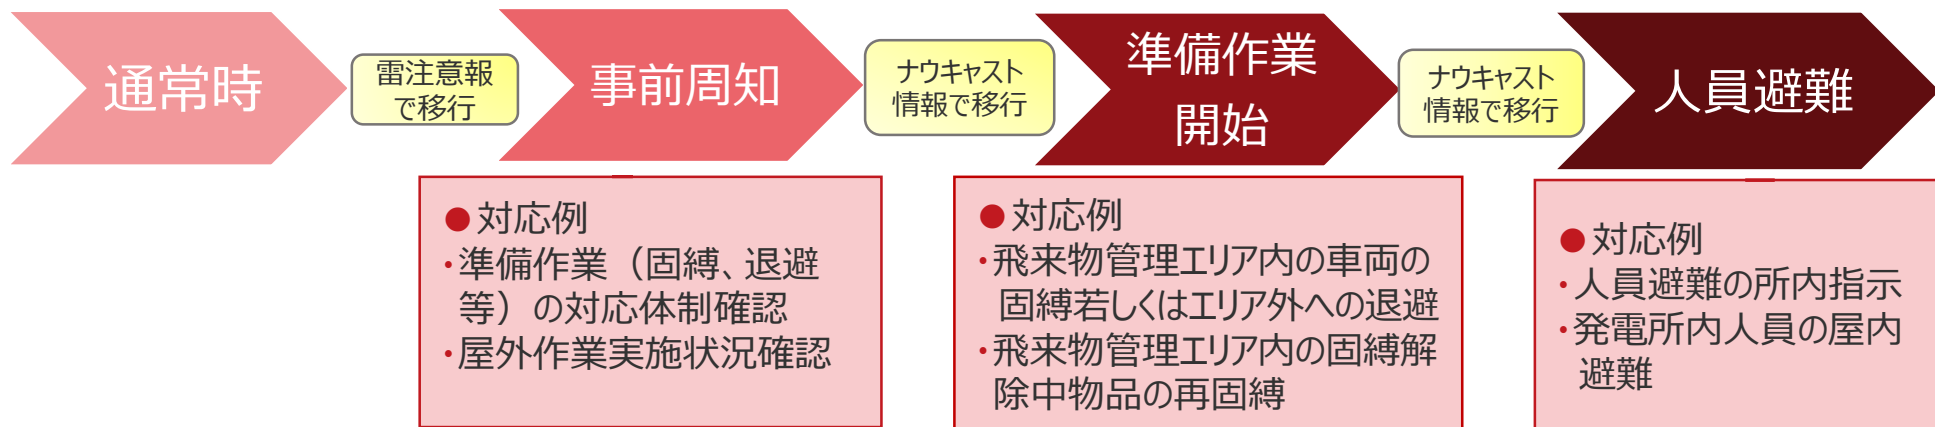 通常時
雷注意報
で移行
事前周知
ナウキャスト
情報で移行
準備作業
開始
ナウキャスト
情報で移行
人員避難
●対応例
・準備作業（固縛、退避
等）の対応体制確認
・屋外作業実施状況確認
●対応例
・飛来物管理エリア内の車両の
固縛若しくはエリア外への退避
・飛来物管理エリア内の固縛解
除中物品の再固縛
●対応例
・人員避難の所内指示
・発電所内人員の屋内
避難